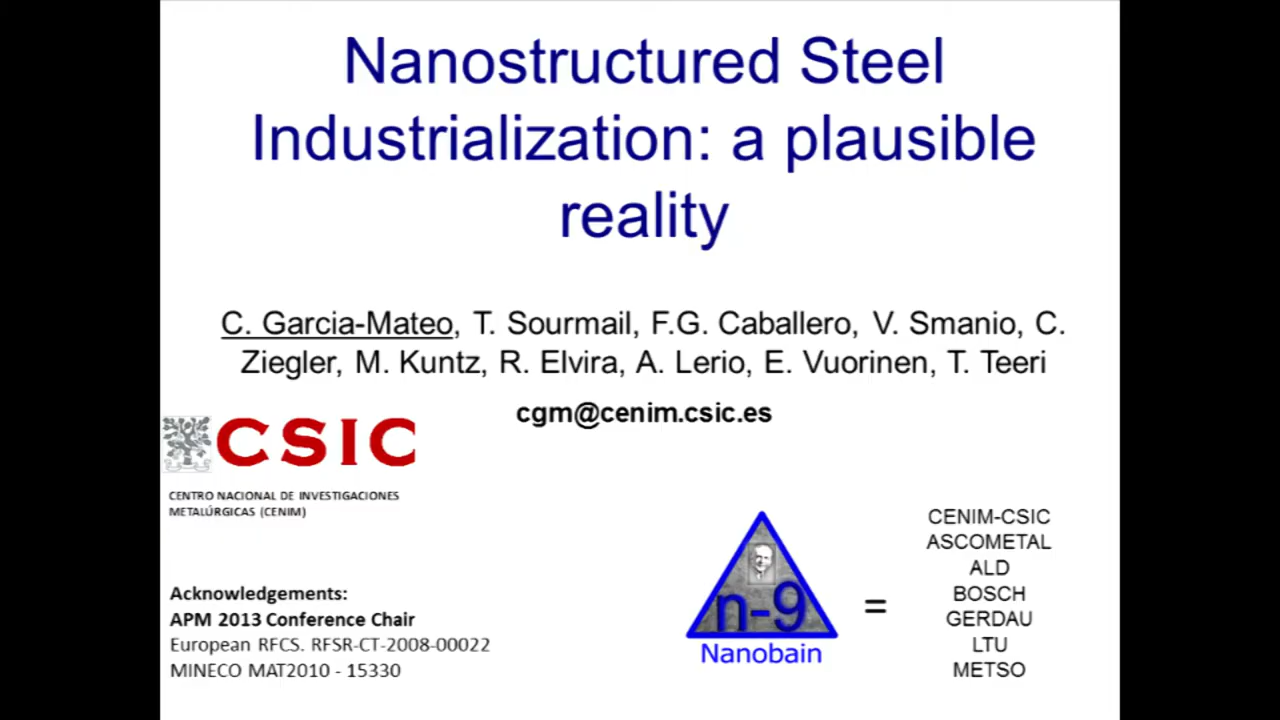 Nanostructured Steel
Industrialization: a plausible
reality
C. Garcia-Mateo, T. Sourmail, F.G. Caballero, V. Smanio, C.
Ziegler, M. Kuntz, R. Elvira, A. Lerio, E. Vuorinen, T. Teeri
cgm@cenim.csic.es
CSIC
CENTRO NACIONAL DE INVESTIGACIONES
METALÚRGICAS (CENIM)
Acknowledgements:
APM 2013 Conference Chair
European RFCS. RFSR-CT-2008-00022
MINECO MAT2010 - 15330
n-9
Nanobain
=
CENIM-CSIC
ASCOMETAL
ALD
BOSCH
GERDAU
LTU
METSO